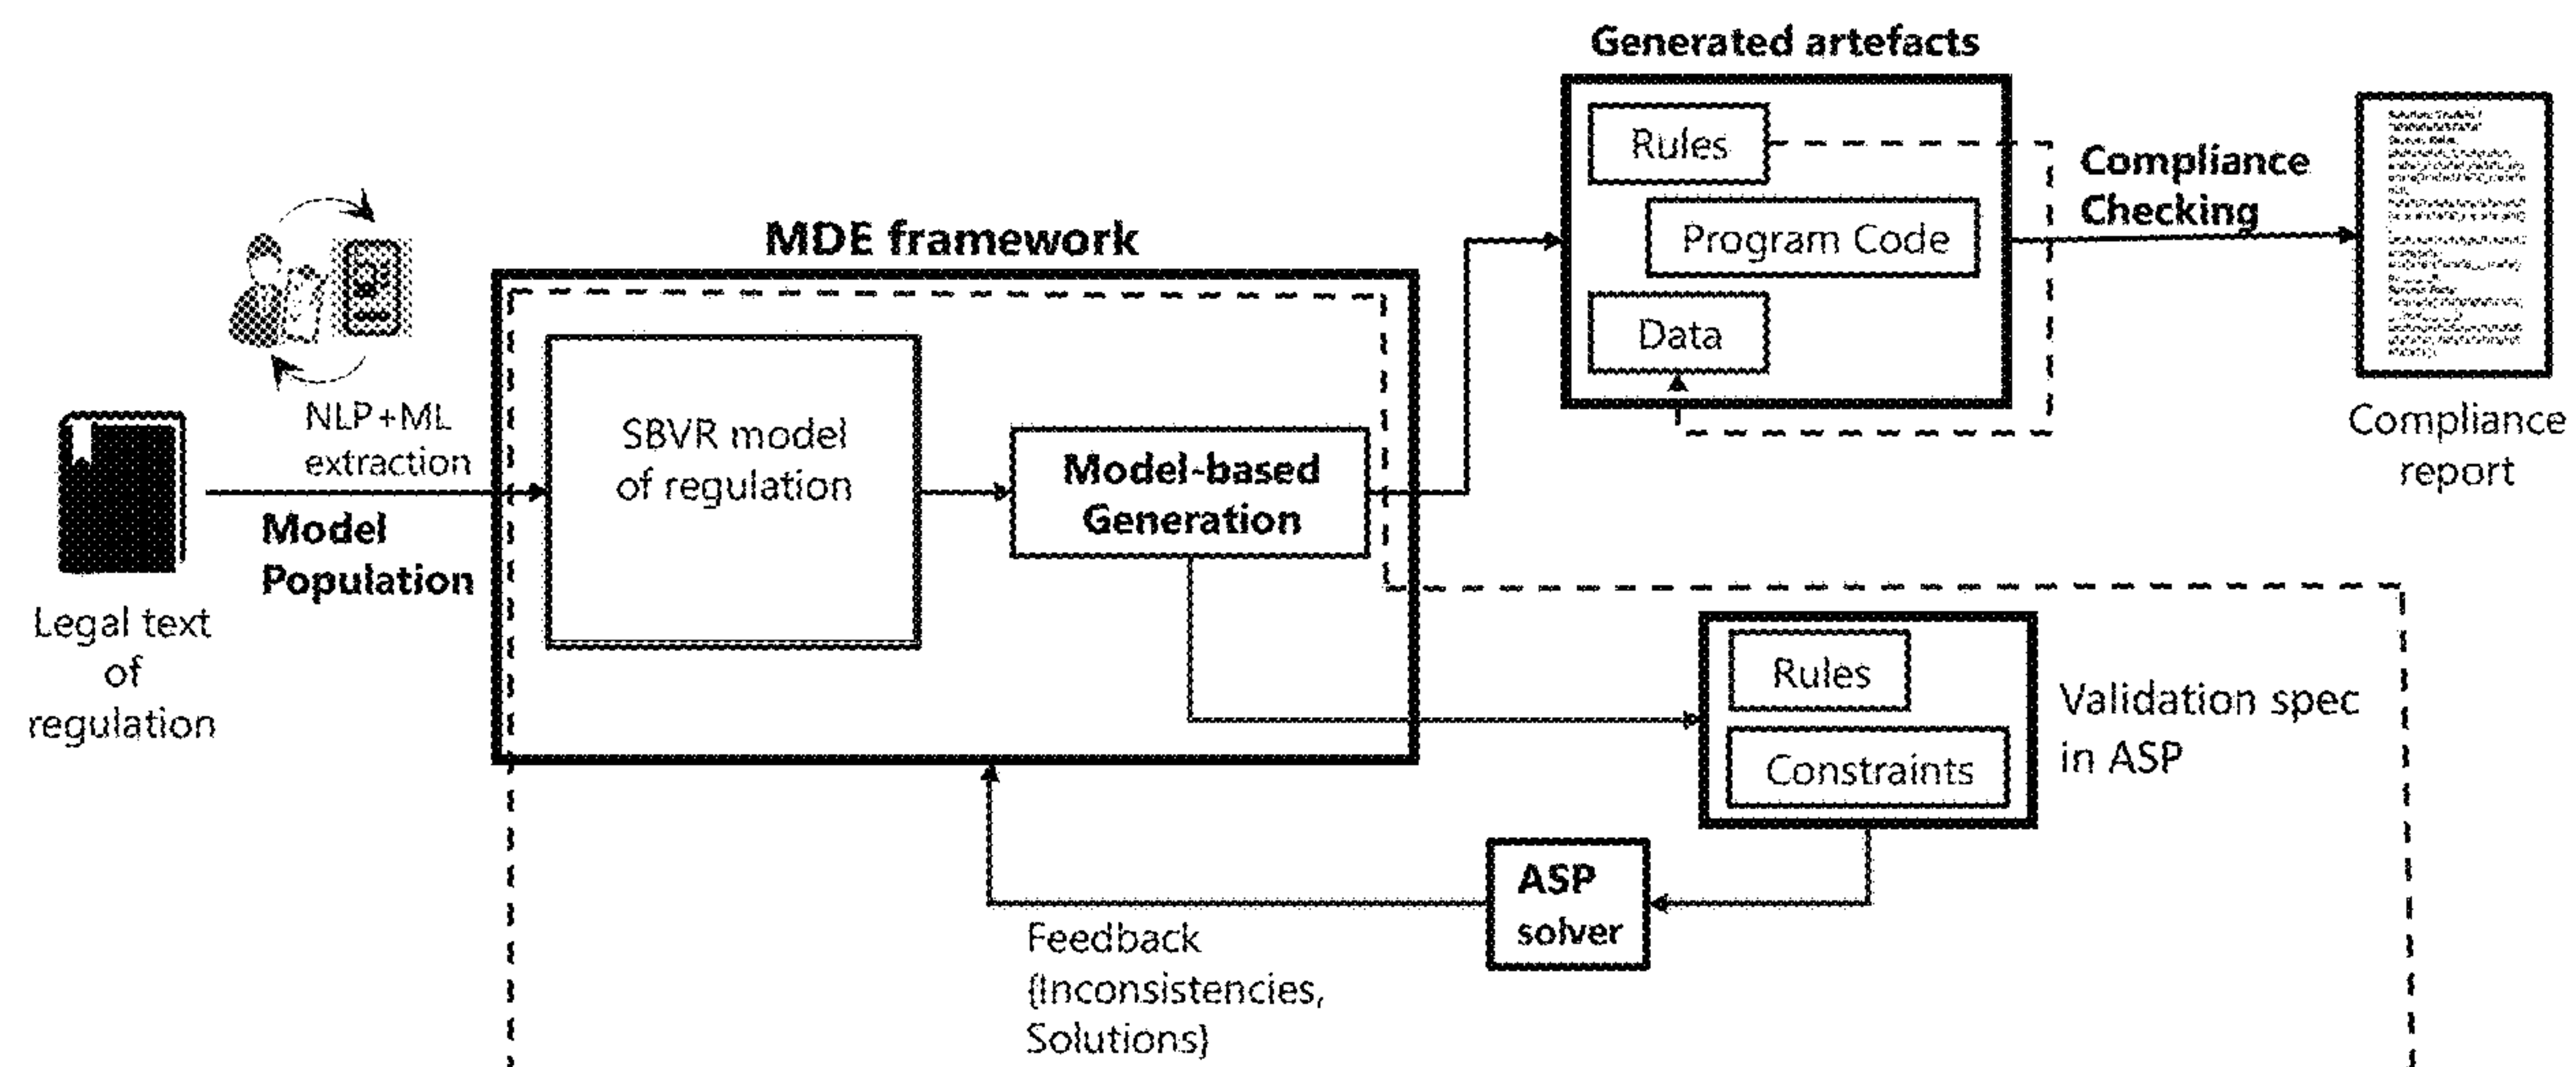 Generated artefacts
Rules
Program Code
Data
Compliance
Checking
Compliance
report
MDE framework
SBVR model
of regulation
Model-based
Generation
NLP+ML
extraction
Model
Population
Legal text
of
regulation
Rules
Constraints
Validation spec
in ASP
ASP
solver
Feedback
(Inconsistencies,
Solutions)